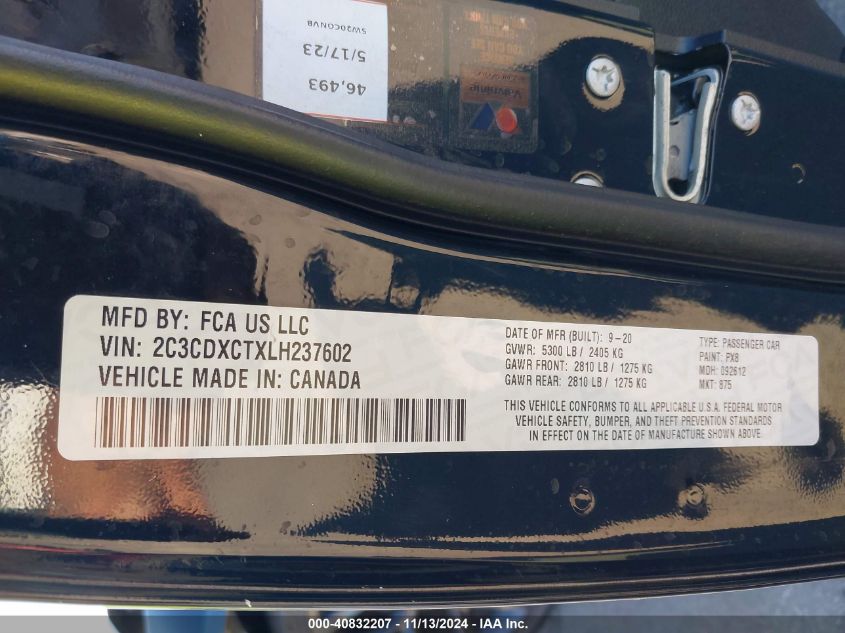 46,493
5/17/23
5W20CONVB
Valvoline
MFD BY: FCA US LLC
VIN: 2C3CDXCTXLH237602
VEHICLE MADE IN: CANADA
DATE OF MFR (BUILT): 9-20
GVWR: 5300 LB / 2405 KG
GAWR FRONT: 2810 LB / 1275 KG
GAWR REAR: 2810 LB / 1275 KG
TYPE: PASSENGER CAR
PAINT: PX8
MDH: 092612
MKT: 875
THIS VEHICLE CONFORMS TO ALL APPLICABLE U.S.A. FEDERAL MOTOR
VEHICLE SAFETY, BUMPER, AND THEFT PREVENTION STANDARDS
IN EFFECT ON THE DATE OF MANUFACTURE SHOWN ABOVE.
000-40832207 - 11/13/2024 - IAA Inc.